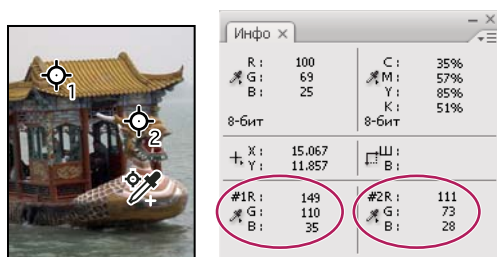 1
2
Инфо ×
R: 100
G: 69
B: 25
8-бит
C: 35%
M: 57%
Y: 85%
K: 51%
8-бит
X: 15.067
Y: 11.857
Ш:
В:
#1R: 149
G: 110
B: 35
#2R: 111
G: 73
B: 28